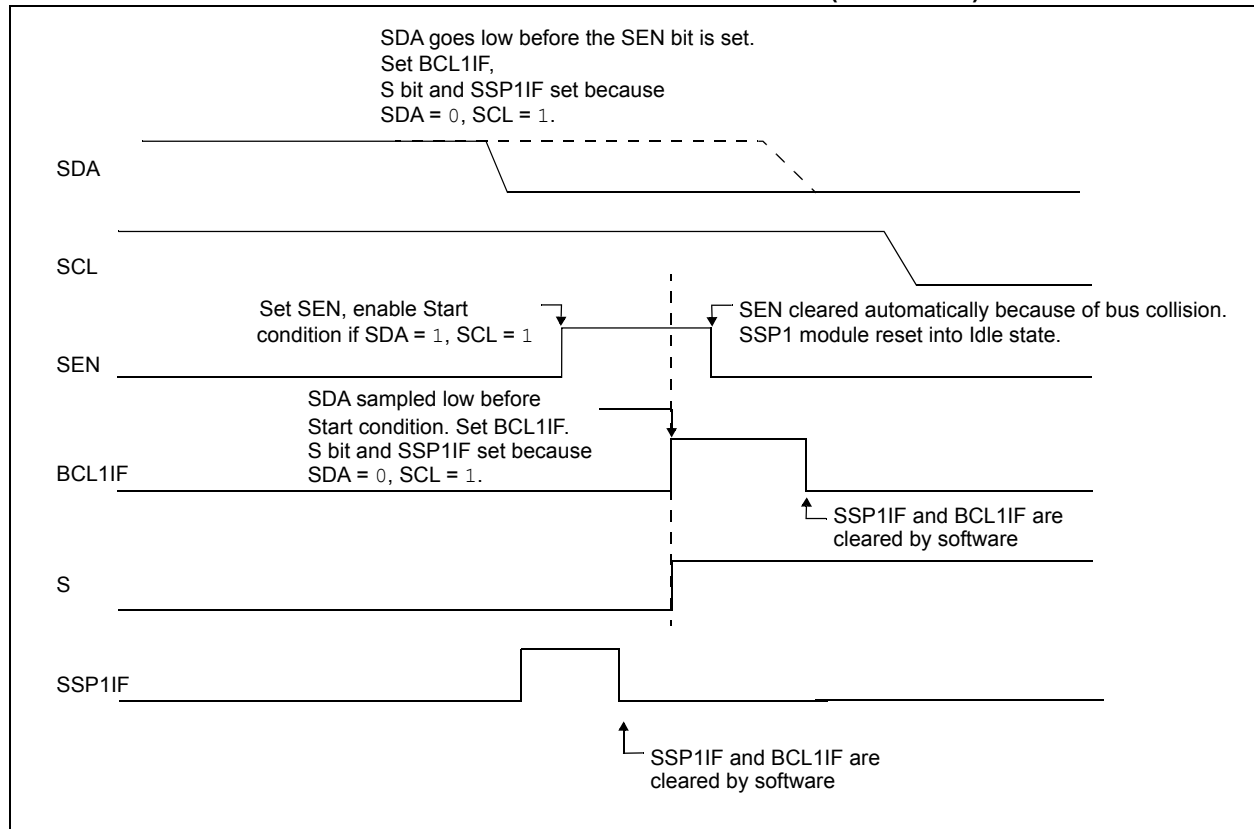 SDA goes low before the SEN bit is set.
Set BCL1IF,
S bit and SSP1IF set because
SDA = 0, SCL = 1.
SDA
SCL
Set SEN, enable Start
condition if SDA = 1, SCL = 1
SEN cleared automatically because of bus collision.
SSP1 module reset into Idle state.
SEN
SDA sampled low before
Start condition. Set BCL1IF.
S bit and SSP1IF set because
SDA = 0, SCL = 1.
BCL1IF
SSP1IF and BCL1IF are
cleared by software
S
SSP1IF
SSP1IF and BCL1IF are
cleared by software